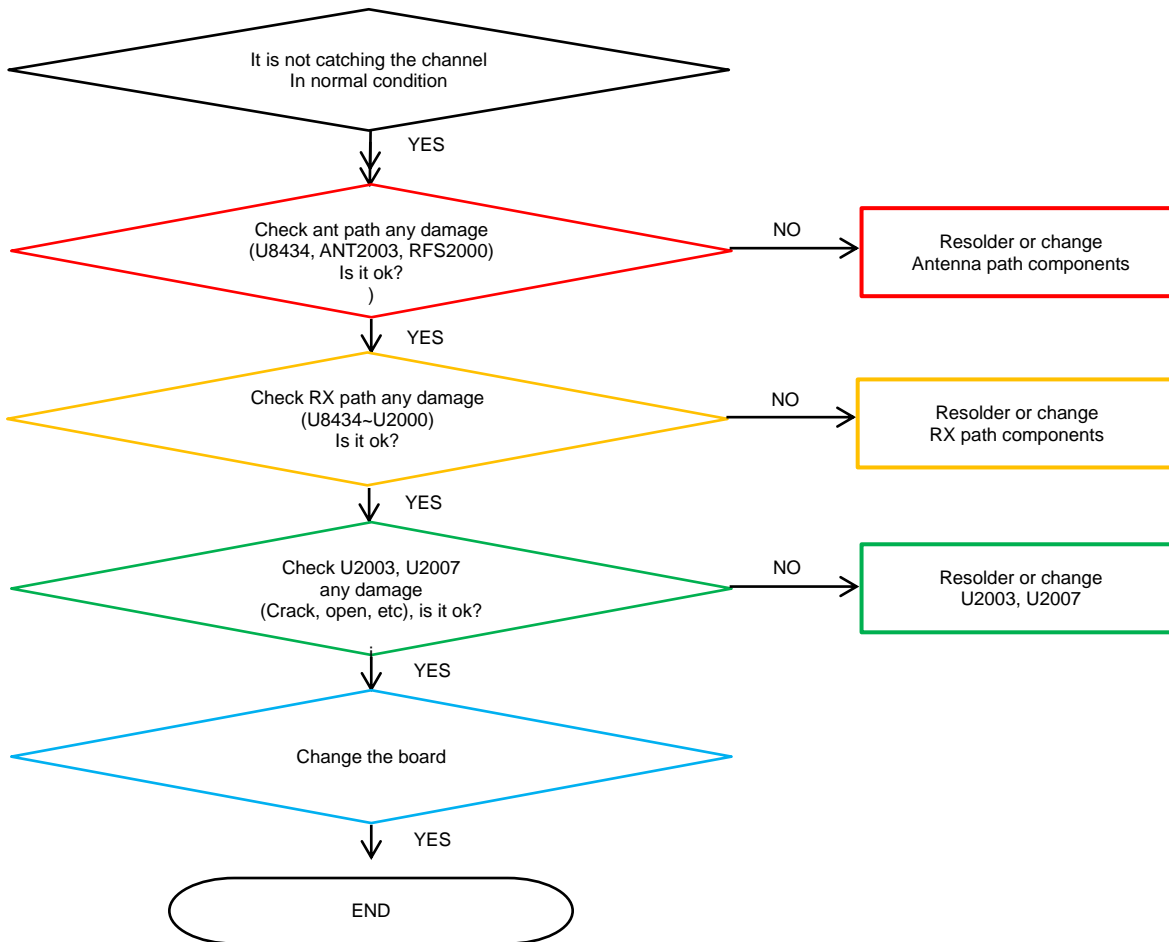 It is not catching the channel
In normal condition
YES
Check ant path any damage
(U8434, ANT2003, RFS2000)
Is it ok?
)
NO
Resolder or change
Antenna path components
YES
Check RX path any damage
(U8434~U2000)
Is it ok?
NO
Resolder or change
RX path components
YES
Check U2003, U2007
any damage
(Crack, open, etc), is it ok?
;
NO
Resolder or change
U2003, U2007
YES
Change the board
YES
END